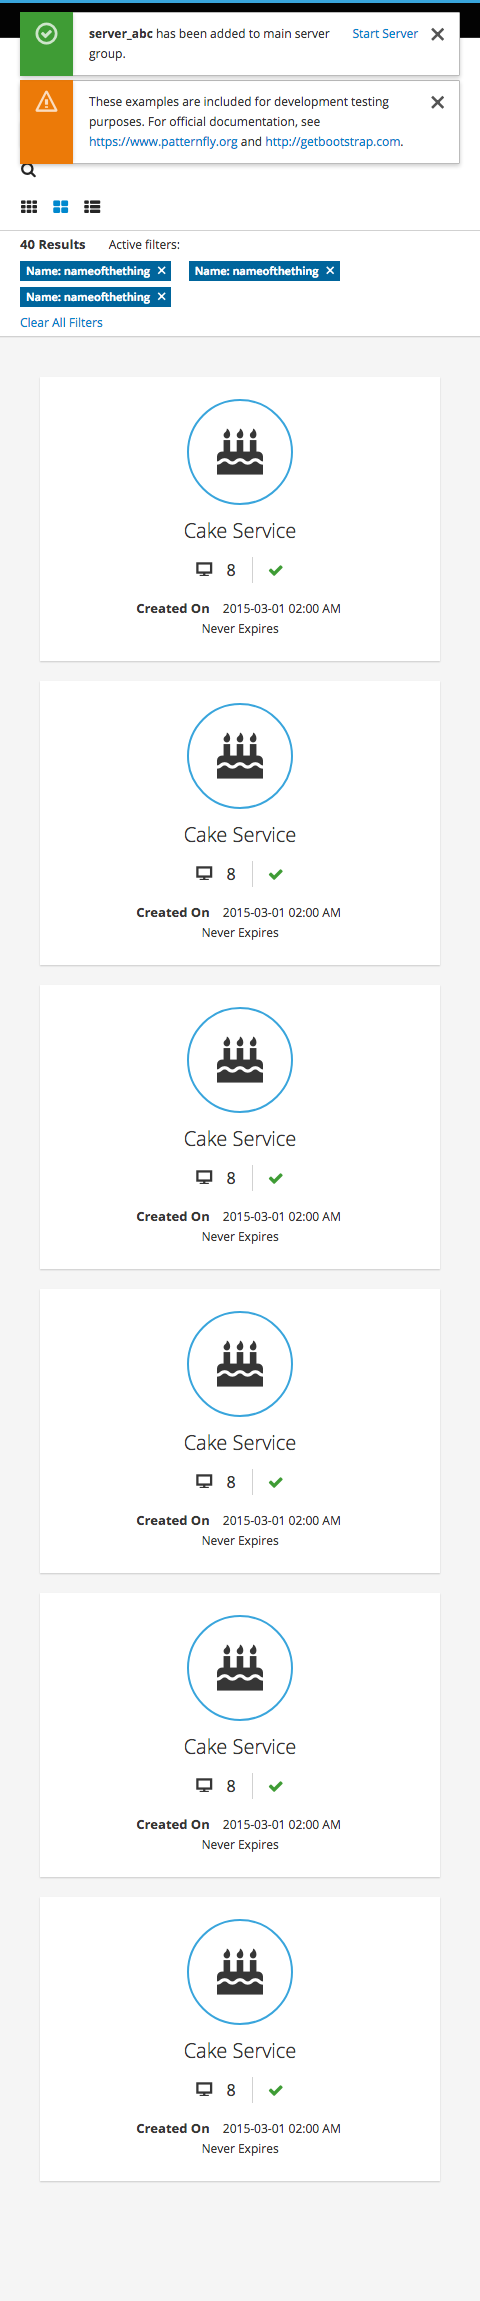 server_abc has been added to main server Start Server
group.
These examples are included for development testing
purposes. For official documentation, see
https://www.patternfly.org and http://getbootstrap.com.
40 Results Active filters:
Name: nameofthething Name: nameofthething
Name: nameofthething
Clear All Filters
Cake Service
8
Created On 2015-03-01 02:00 AM
Never Expires
Cake Service
8
Created On 2015-03-01 02:00 AM
Never Expires
Cake Service
8
Created On 2015-03-01 02:00 AM
Never Expires
Cake Service
8
Created On 2015-03-01 02:00 AM
Never Expires
Cake Service
8
Created On 2015-03-01 02:00 AM
Never Expires
Cake Service
8
Created On 2015-03-01 02:00 AM
Never Expires